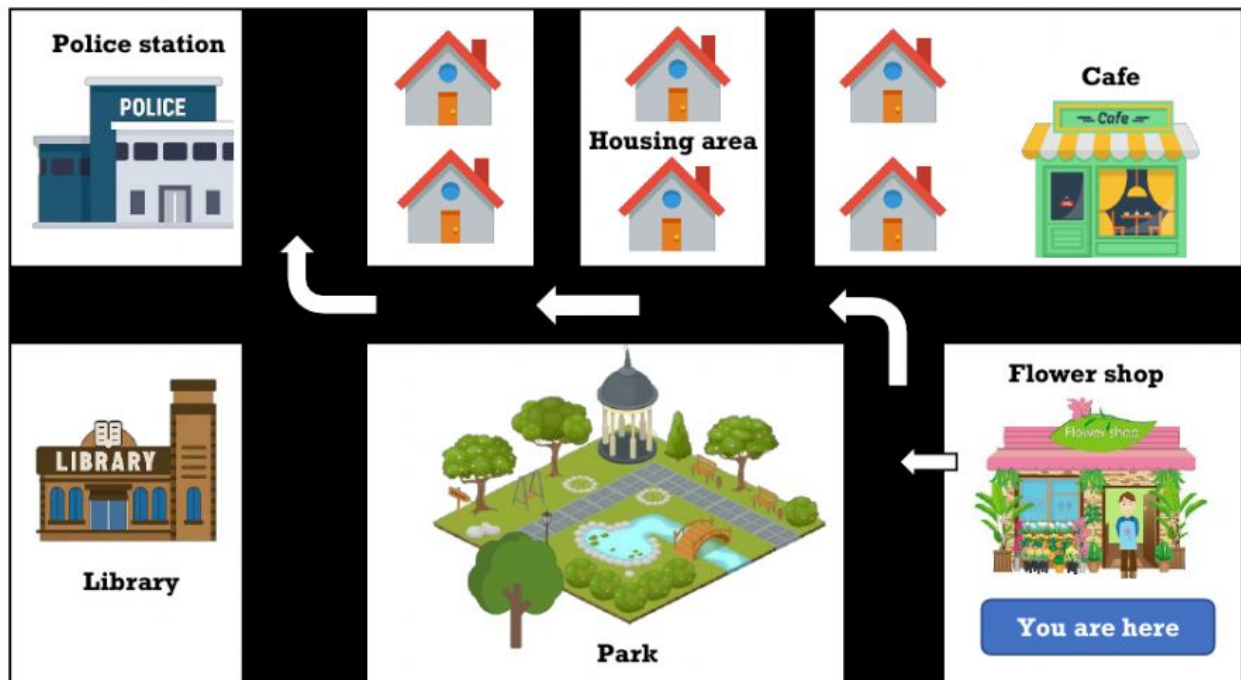 Police station
POLICE
Housing area
Cafe
Cafe
LIBRARY
Library
Park
Flower shop
Flower shop
You are here